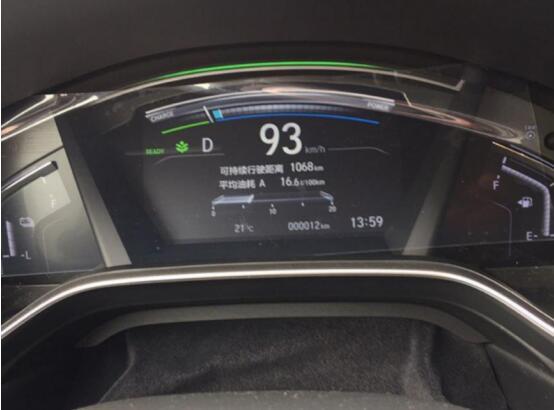 CHARGE POWER
READY D 93 km/h
可持续行驶距离 1068km
平均油耗 A 16.6 ℓ/100km
0 10 20
21℃ 000012km 13:59
F F
L E